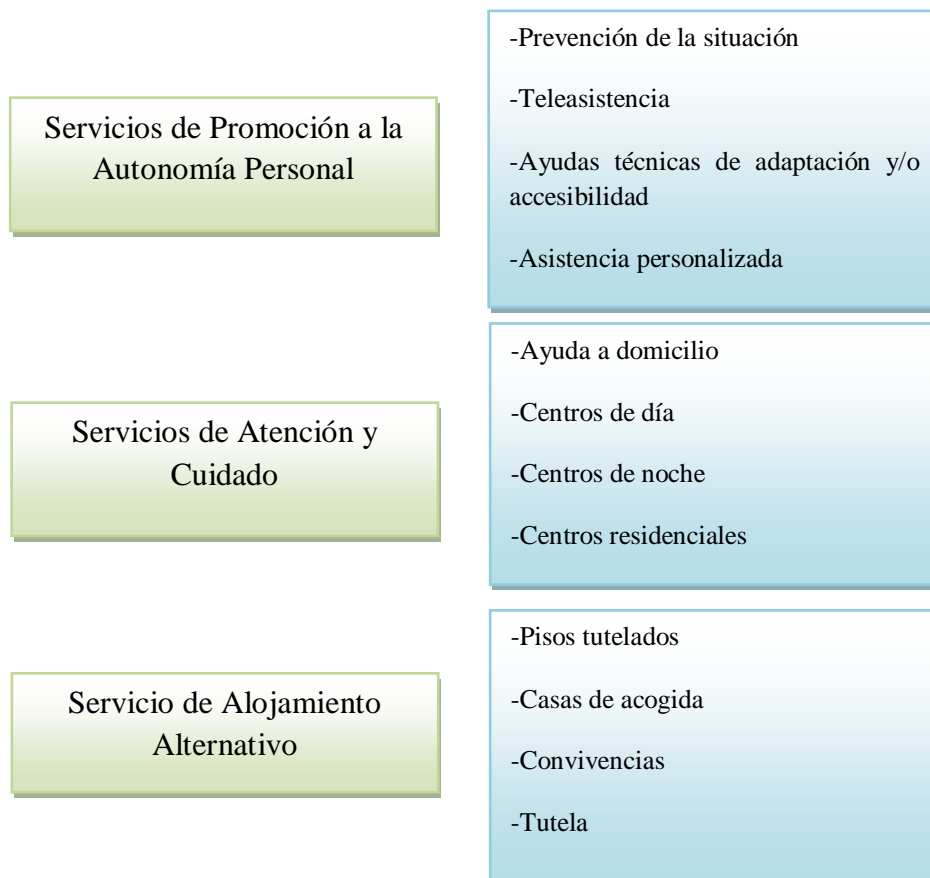 Servicios de Promoción a la
Autonomía Personal
-Prevención de la situación
-Teleasistencia
-Ayudas técnicas de adaptación y/o
accesibilidad
-Asistencia personalizada
Servicios de Atención y
Cuidado
-Ayuda a domicilio
-Centros de día
-Centros de noche
-Centros residenciales
Servicio de Alojamiento
Alternativo
-Pisos tutelados
-Casas de acogida
-Convivencias
-Tutela